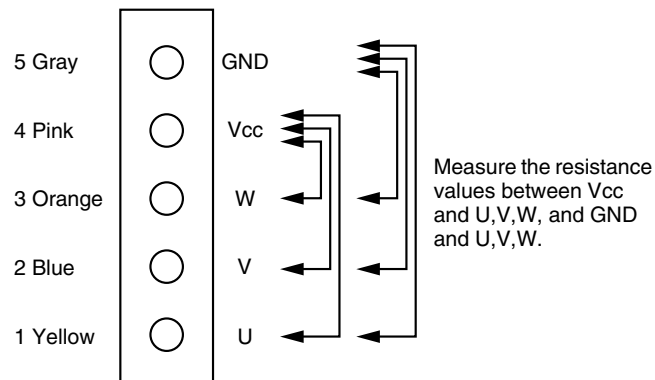 5 Gray GND
4 Pink Vcc
3 Orange W
2 Blue V
1 Yellow U
Measure the resistance
values between Vcc
and U,V,W, and GND
and U,V,W.